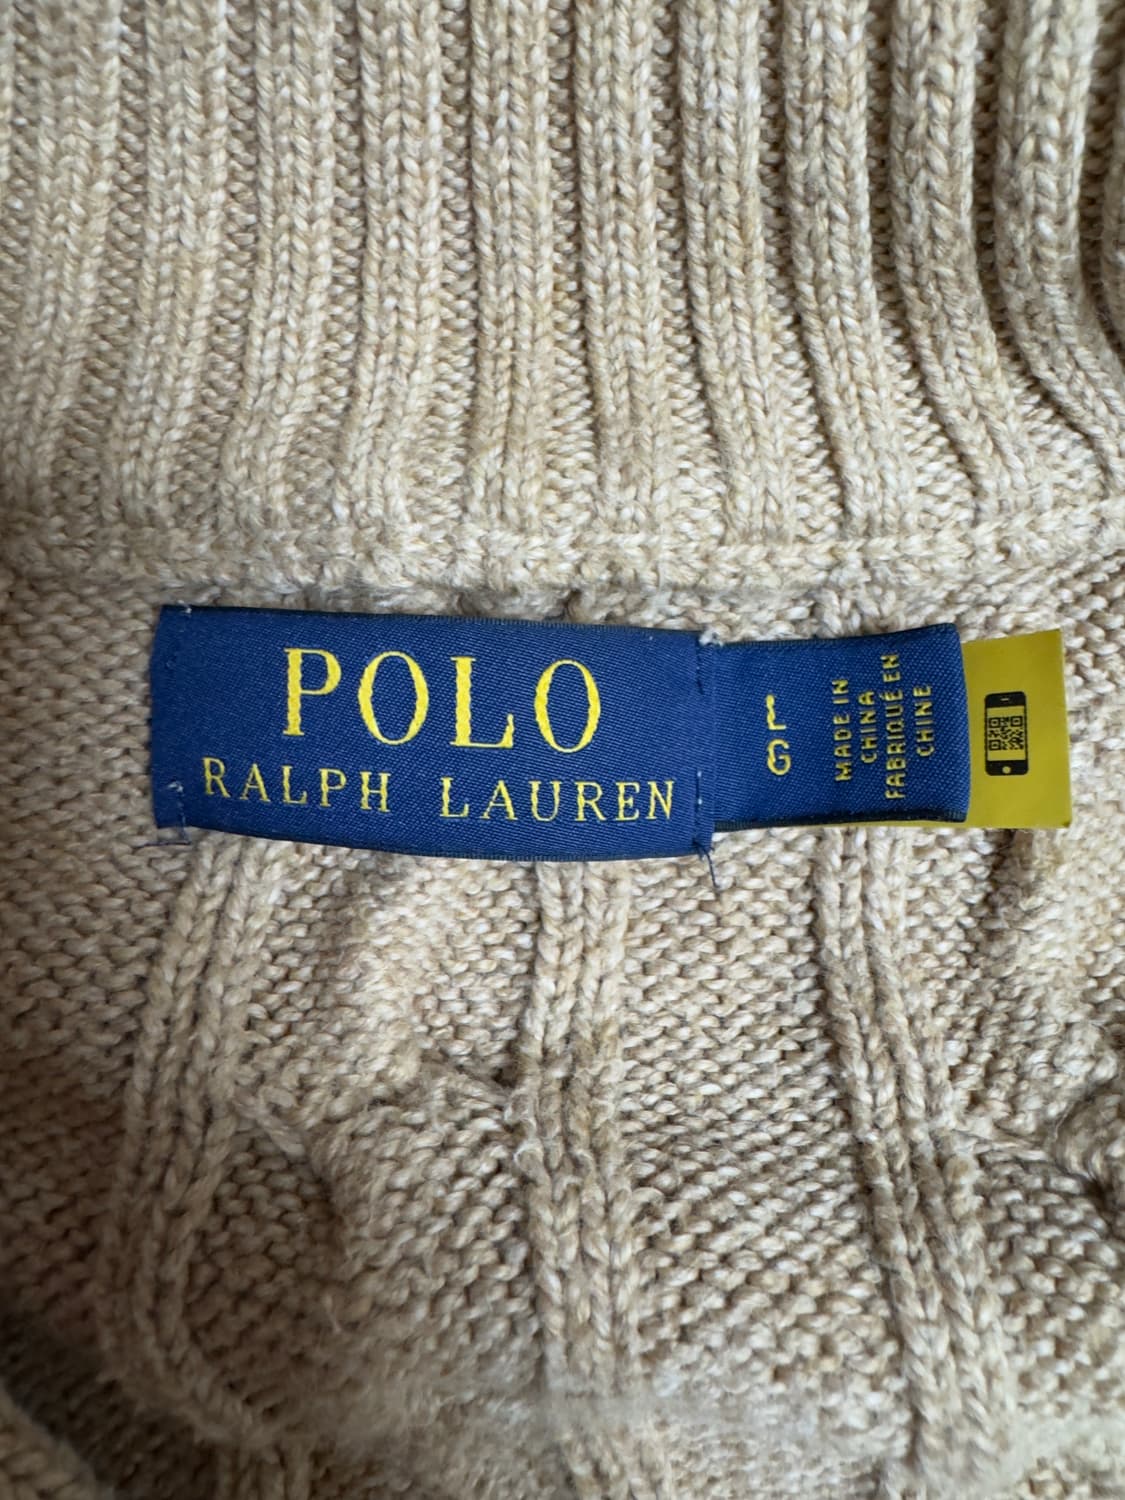 POLO
RALPH LAUREN
L
G
MADE IN
CHINA
FABRIQUÉ EN
CHINE